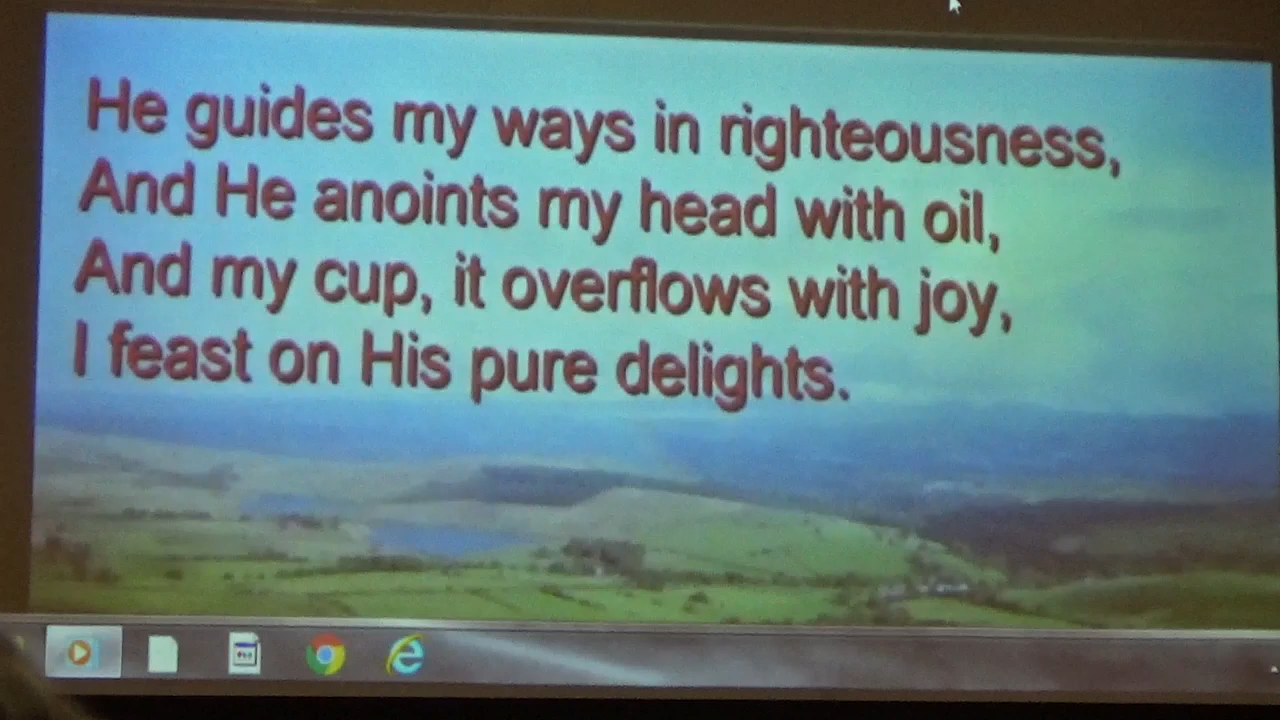 He guides my ways in righteousness,
And He anoints my head with oil,
And my cup, it overflows with joy,
I feast on His pure delights.